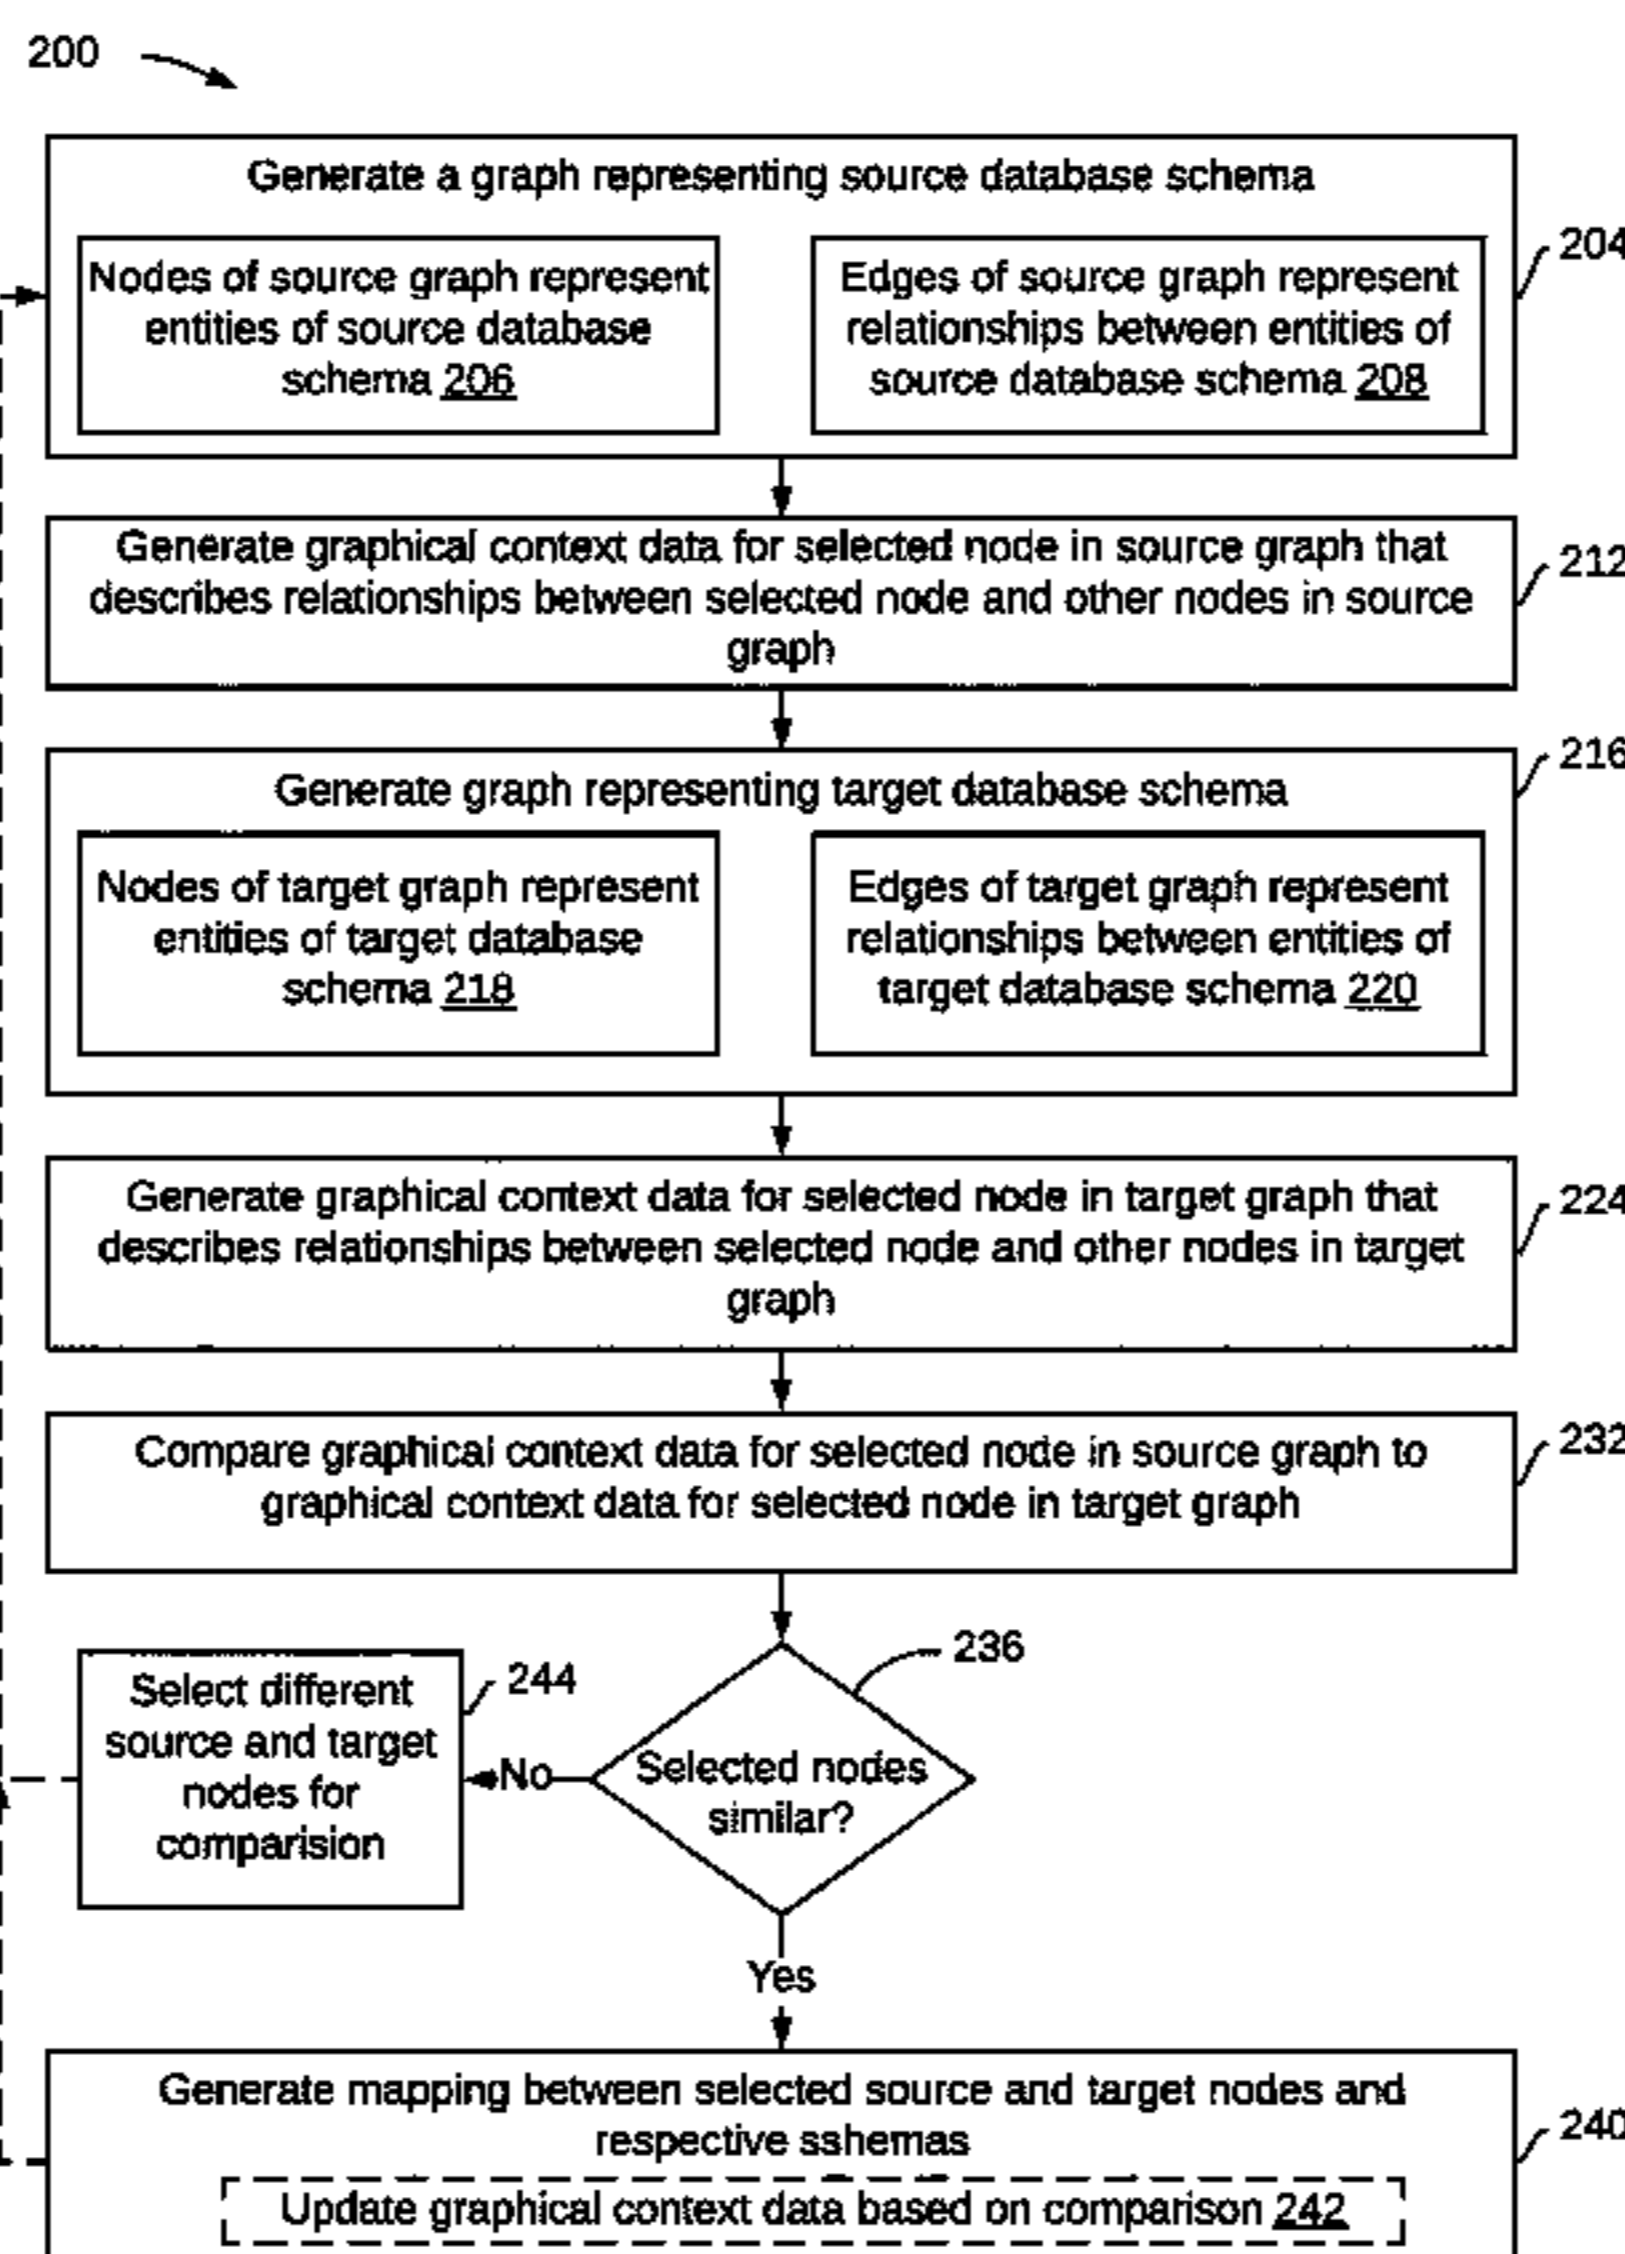 200
Generate a graph representing source database schema
Nodes of source graph represent
entities of source database
schema 206
Edges of source graph represent
relationships between entities of
source database schema 208
204
Generate graphical context data for selected node in source graph that
describes relationships between selected node and other nodes in source
graph
212
Generate graph representing target database schema
216
Nodes of target graph represent
entities of target database
schema 218
Edges of target graph represent
relationships between entities of
target database schema 220
Generate graphical context data for selected node in target graph that
describes relationships between selected node and other nodes in target
graph
224
Compare graphical context data for selected node in source graph to
graphical context data for selected node in target graph
232
236
Selected nodes
similar?
No
244
Select different
source and target
nodes for
comparision
Yes
Generate mapping between selected source and target nodes and
respective sshemas
240
Update graphical context data based on comparison 242